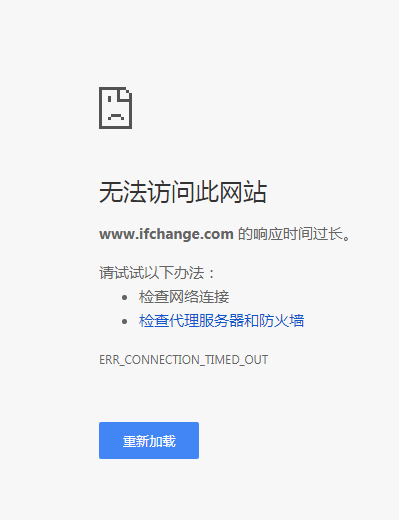 无法访问此网站
www.ifchange.com 的响应时间过长。
请试试以下办法：
检查网络连接
检查代理服务器和防火墙
ERR_CONNECTION_TIMED_OUT
重新加载